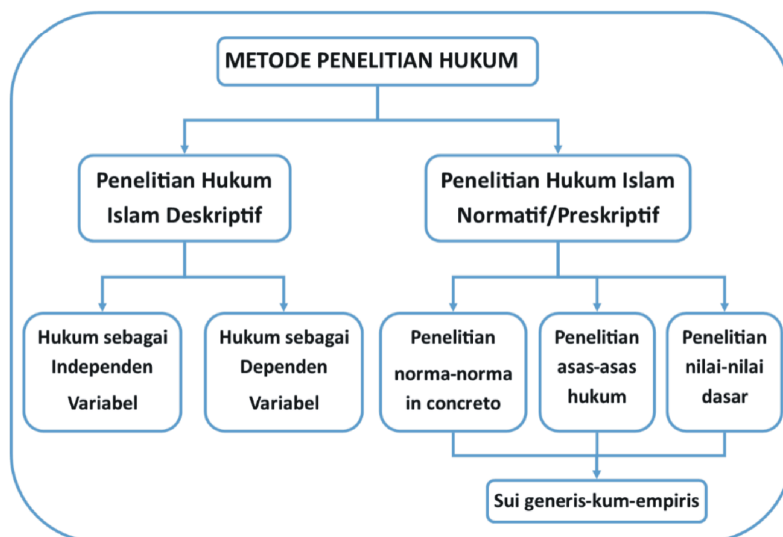 METODE PENELITIAN HUKUM
Penelitian Hukum
Islam Deskriptif
Penelitian Hukum Islam
Normatif/Preskriptif
Hukum sebagai
Independen
Variabel
Hukum sebagai
Dependen
Variabel
Penelitian
norma-norma
in concreto
Penelitian
asas-asas
hukum
Penelitian
nilai-nilai
dasar
Sui generis-kum-empiris